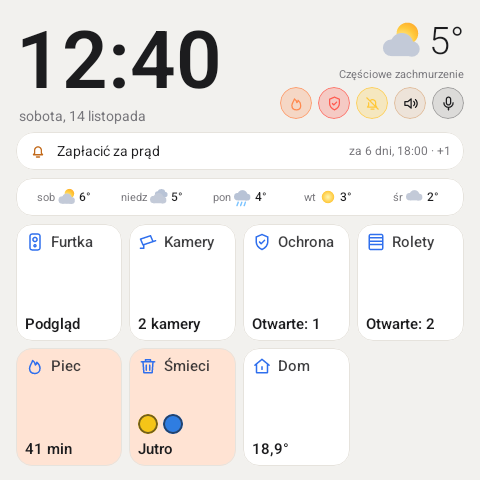 12:40
5°
Częściowe zachmurzenie
sobota, 14 listopada
Zapłacić za prąd
za 6 dni, 18:00 · +1
sob 6° niedz 5° pon 4° wt 3° śr 2°
Furtka Kamery Ochrona Rolety
Podgląd 2 kamery Otwarte: 1 Otwarte: 2
Piec Śmieci Dom
41 min Jutro 18,9°